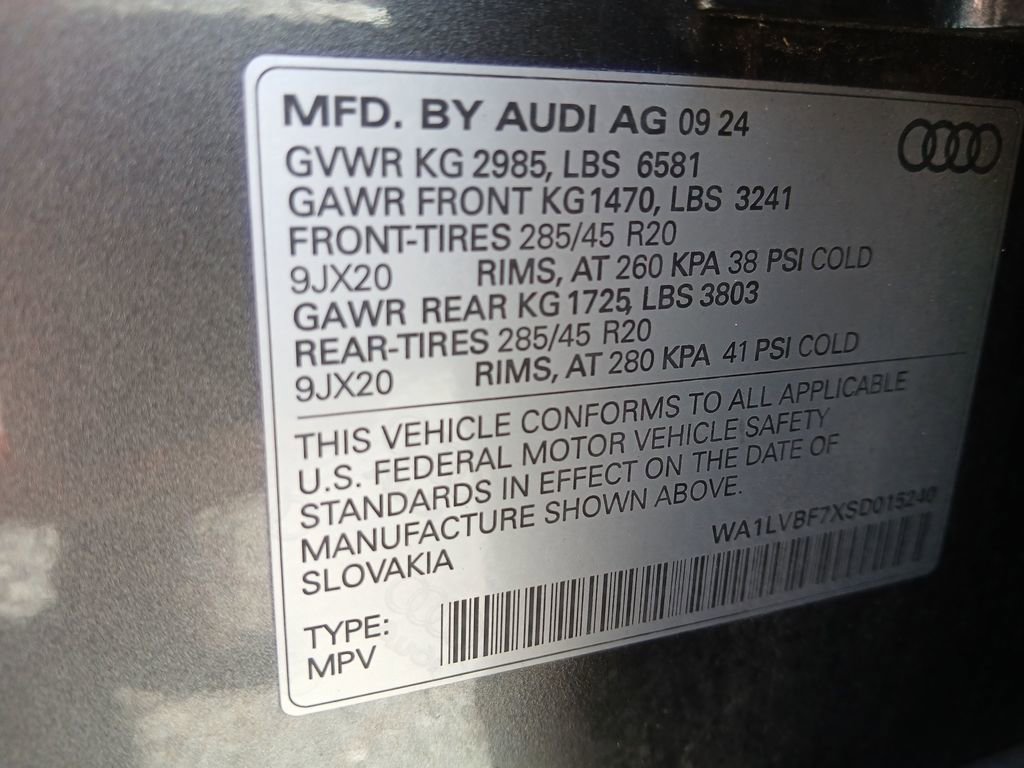 MFD. BY AUDI AG 09 24
GVWR KG 2985, LBS 6581
GAWR FRONT KG 1470, LBS 3241
FRONT-TIRES 285/45 R20
9JX20 RIMS, AT 260 KPA 38 PSI COLD
GAWR REAR KG 1725, LBS 3803
REAR-TIRES 285/45 R20
9JX20 RIMS, AT 280 KPA 41 PSI COLD
THIS VEHICLE CONFORMS TO ALL APPLICABLE
U.S. FEDERAL MOTOR VEHICLE SAFETY
STANDARDS IN EFFECT ON THE DATE OF
MANUFACTURE SHOWN ABOVE.
SLOVAKIA
WA1LVBF7XSD015240
TYPE:
MPV